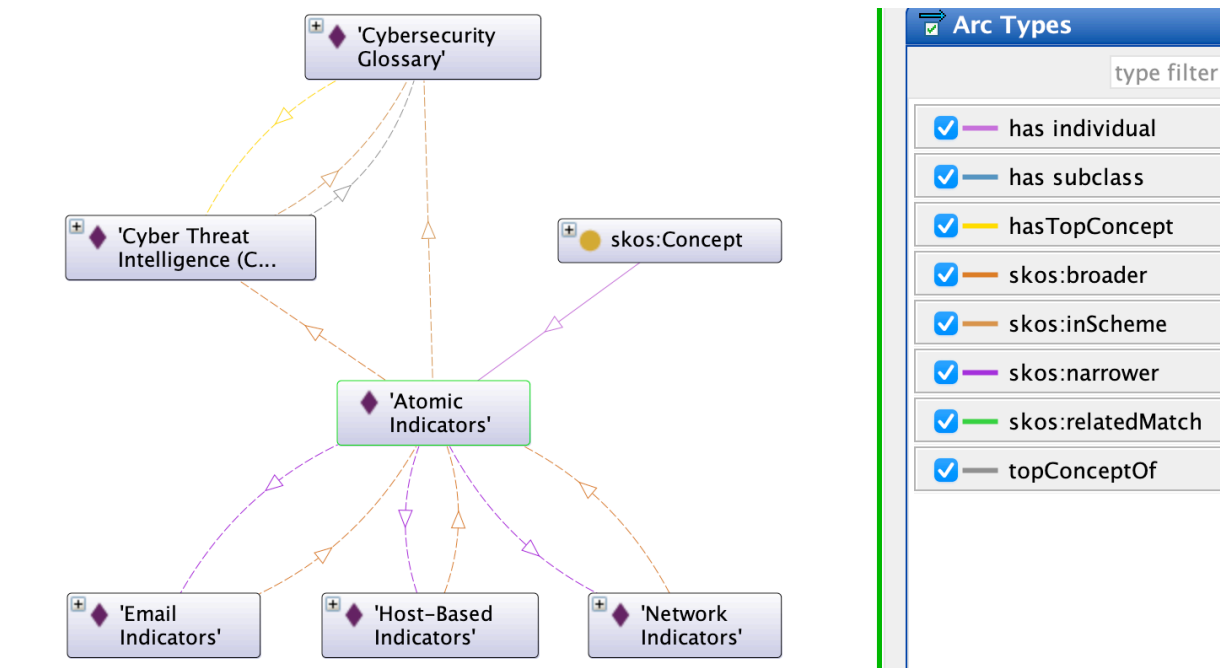 'Cybersecurity
Glossary'
'Cyber Threat
Intelligence (C...
skos:Concept
'Atomic
Indicators'
'Email
Indicators'
'Host-Based
Indicators'
'Network
Indicators'
Arc Types
type filter
has individual
has subclass
hasTopConcept
skos:broader
skos:inScheme
skos:narrower
skos:relatedMatch
topConceptOf